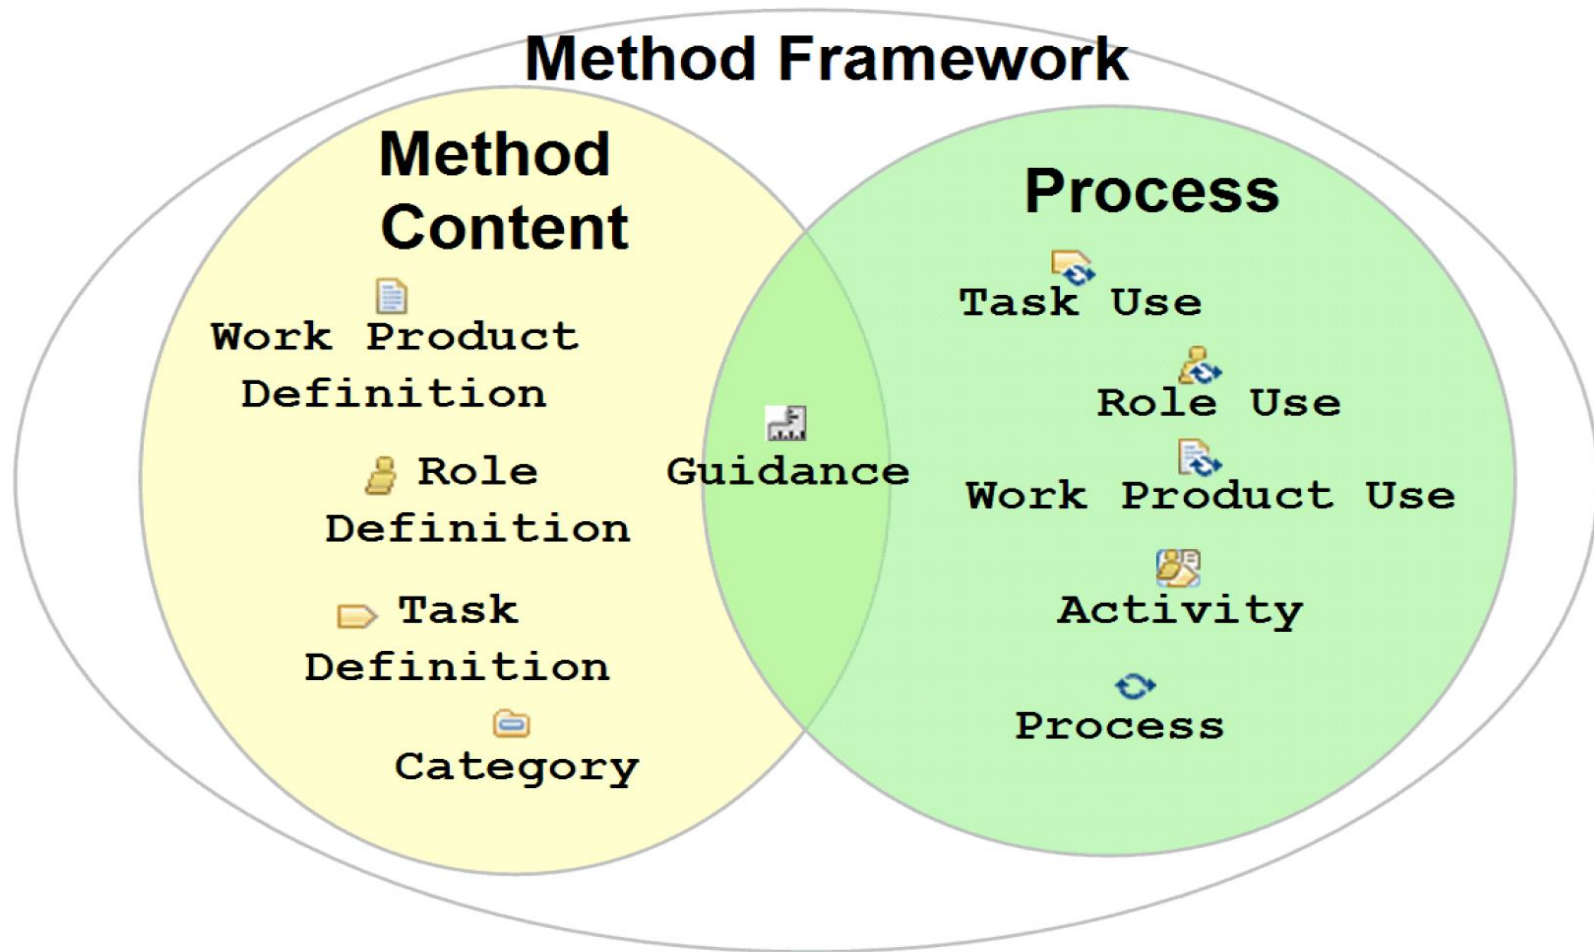 Method Framework
Method
Content
Work Product
Definition
Role
Definition
Task
Definition
Category
Guidance
Process
Task Use
Role Use
Work Product Use
Activity
Process